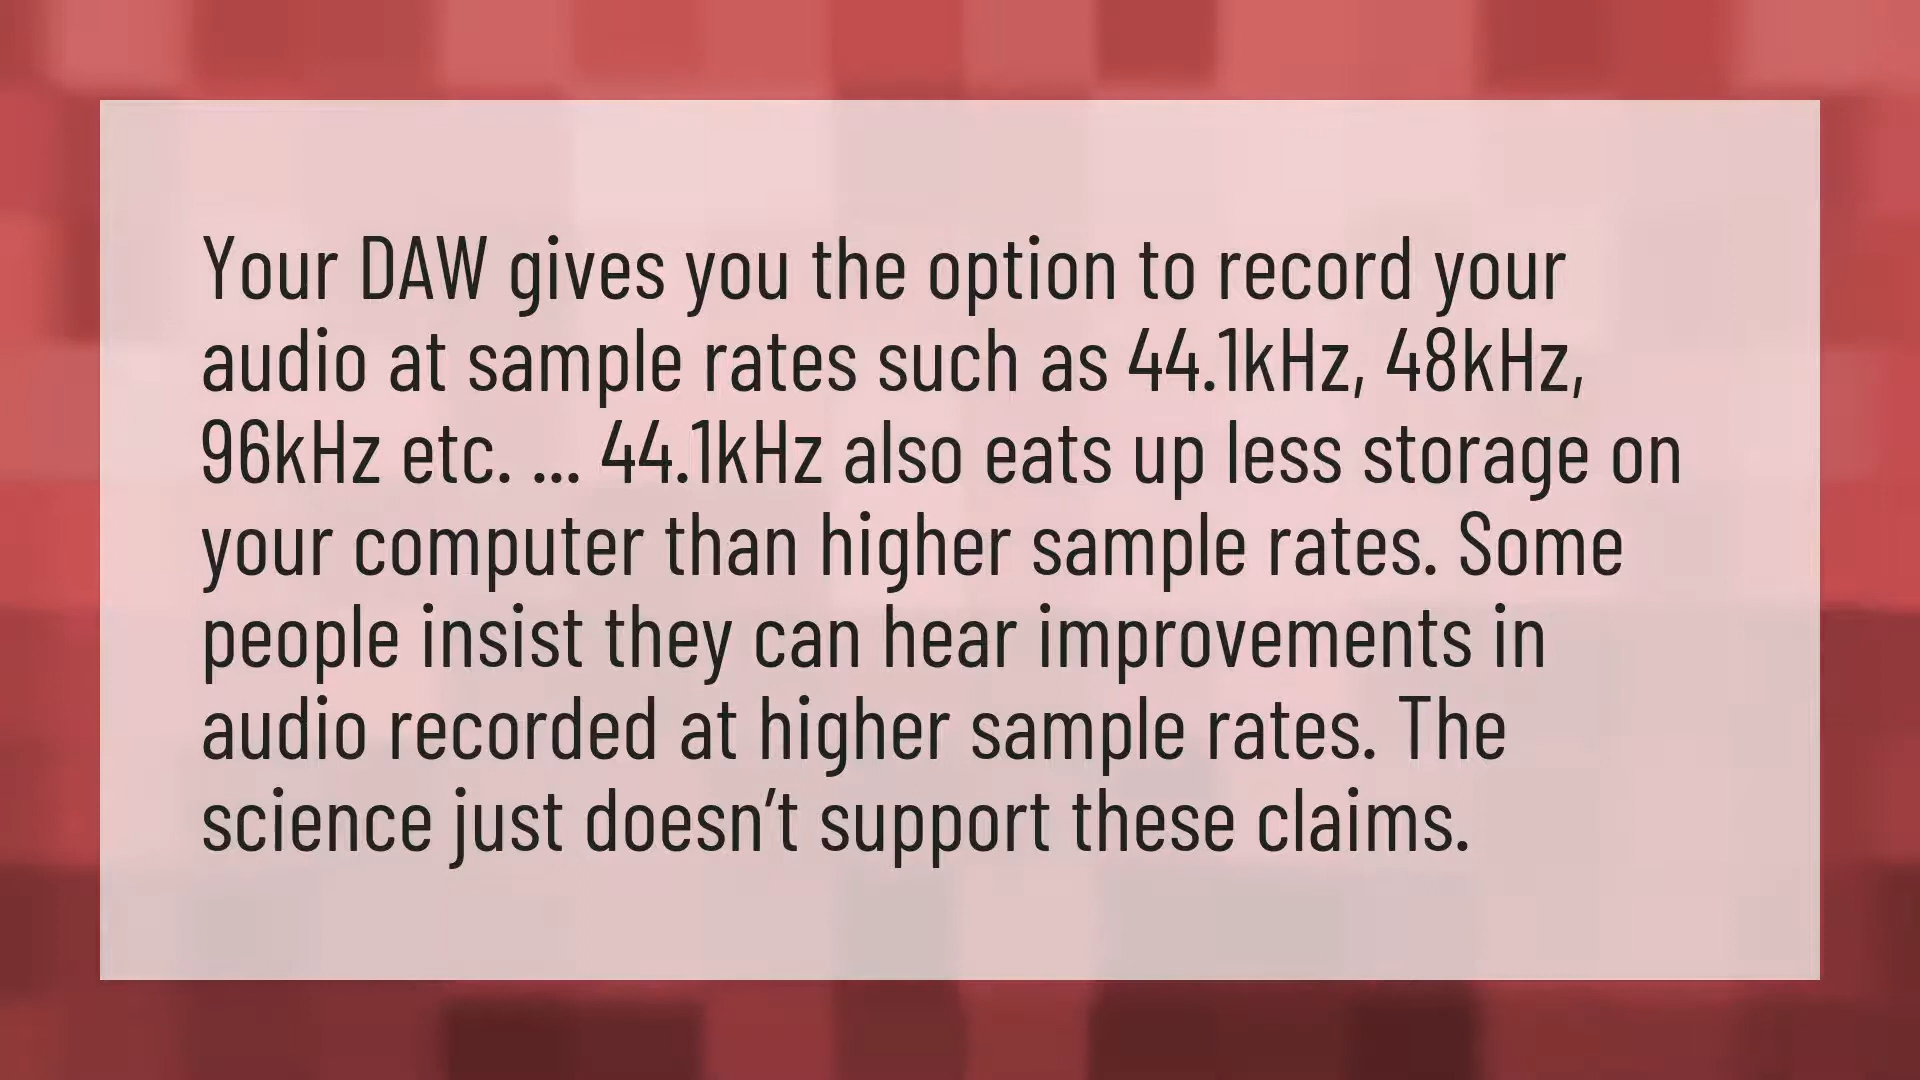 Your DAW gives you the option to record your
audio at sample rates such as 44.1kHz, 48kHz,
96kHz etc. ... 44.1kHz also eats up less storage on
your computer than higher sample rates. Some
people insist they can hear improvements in
audio recorded at higher sample rates. The
science just doesn’t support these claims.